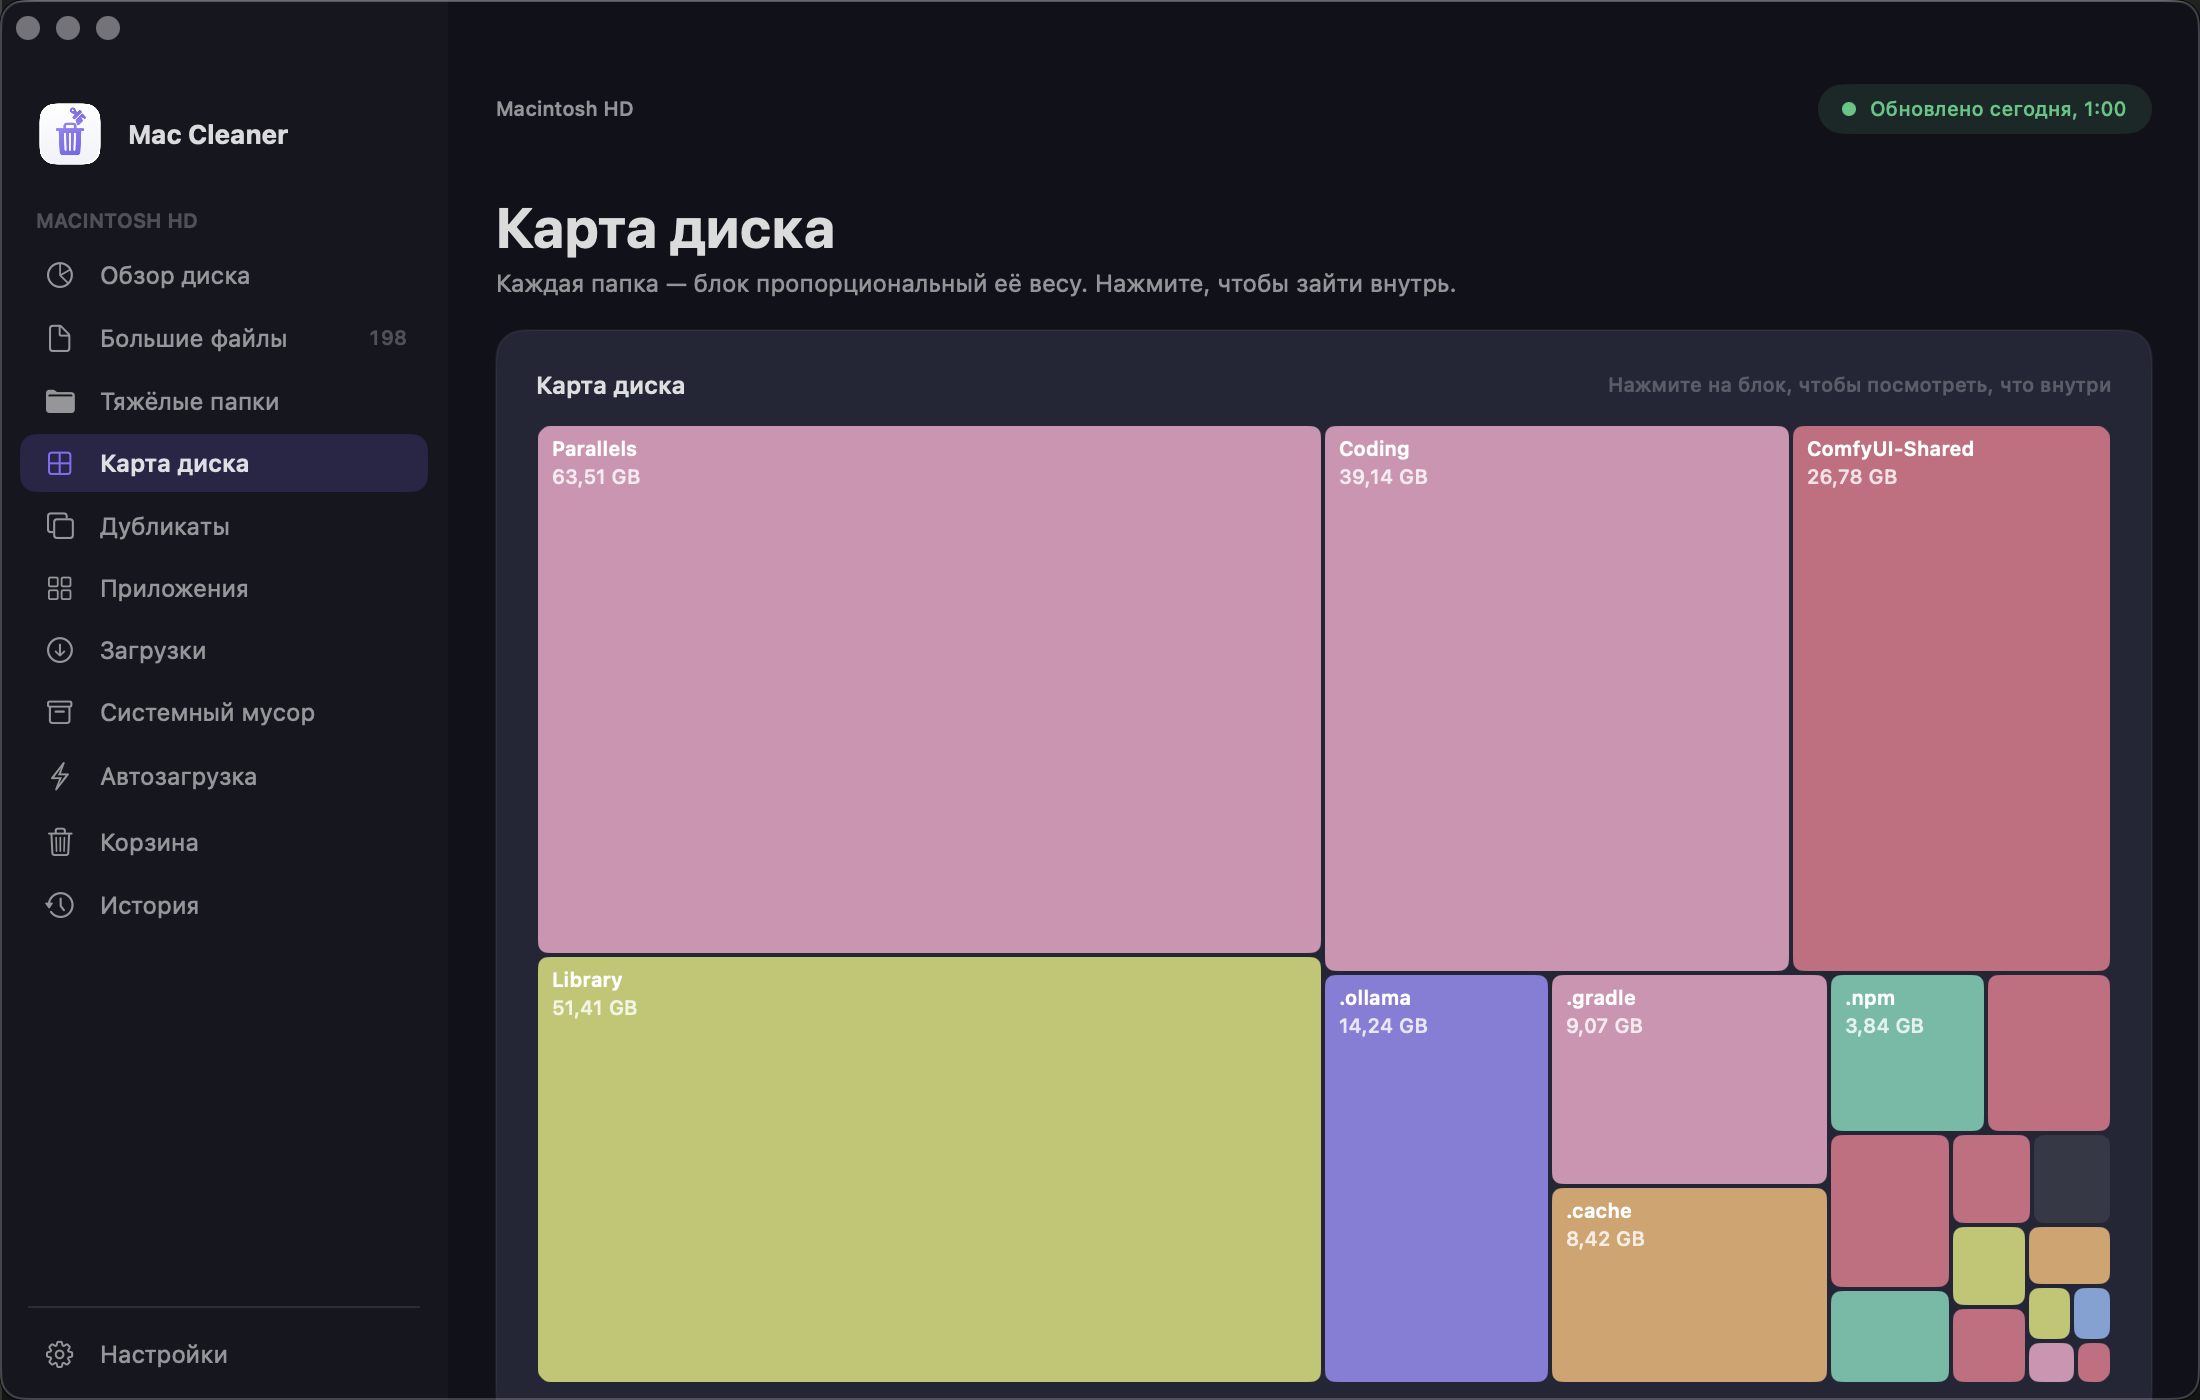 Mac Cleaner
MACINTOSH HD
Обзор диска
Большие файлы 198
Тяжёлые папки
Карта диска
Дубликаты
Приложения
Загрузки
Системный мусор
Автозагрузка
Корзина
История
Настройки
Macintosh HD
Обновлено сегодня, 1:00
Карта диска
Каждая папка — блок пропорциональный её весу. Нажмите, чтобы зайти внутрь.
Карта диска
Нажмите на блок, чтобы посмотреть, что внутри
Parallels
63,51 GB
Coding
39,14 GB
ComfyUI-Shared
26,78 GB
Library
51,41 GB
.ollama
14,24 GB
.gradle
9,07 GB
.npm
3,84 GB
.cache
8,42 GB